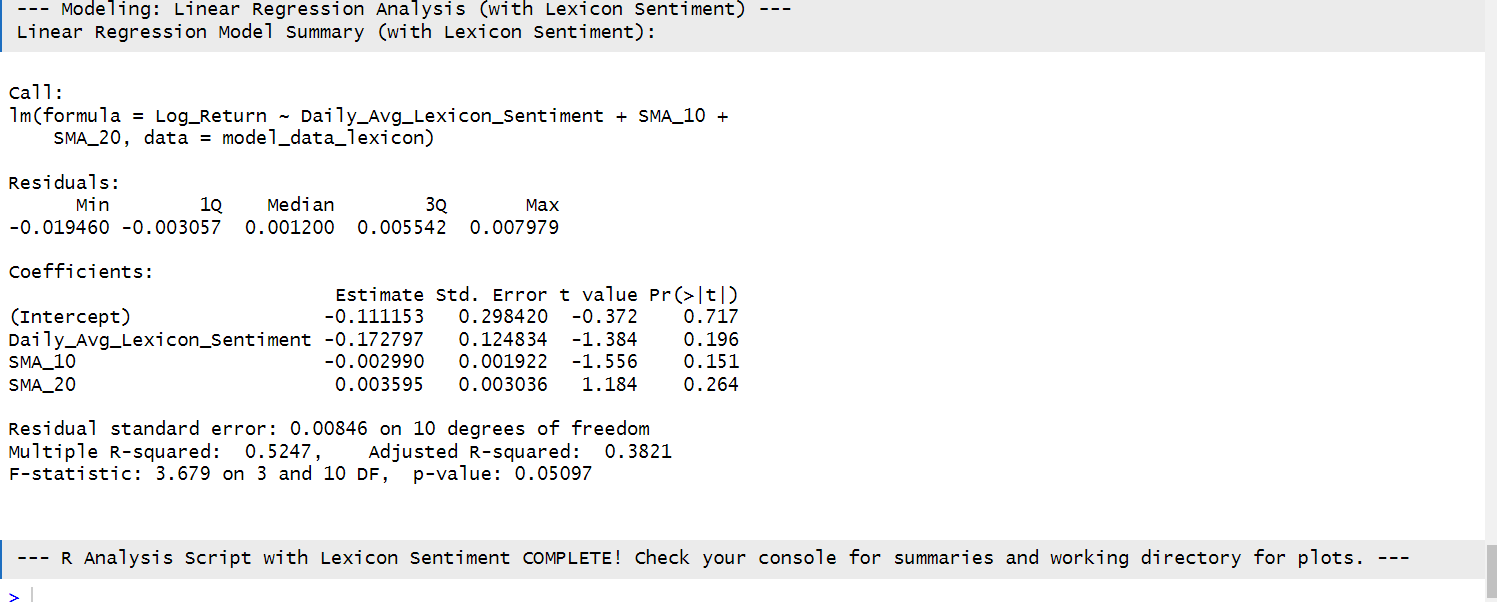 --- Modeling: Linear Regression Analysis (with Lexicon Sentiment) ---
Linear Regression Model Summary (with Lexicon Sentiment):
Call:
lm(formula = Log_Return ~ Daily_Avg_Lexicon_Sentiment + SMA_10 +
    SMA_20, data = model_data_lexicon)
Residuals:
      Min        1Q    Median        3Q       Max
-0.019460 -0.003057  0.001200  0.005542  0.007979
Coefficients:
                             Estimate Std. Error t value Pr(>|t|)
(Intercept)                 -0.111153   0.298420  -0.372    0.717
Daily_Avg_Lexicon_Sentiment -0.172797   0.124834  -1.384    0.196
SMA_10                      -0.002990   0.001922  -1.556    0.151
SMA_20                       0.003595   0.003036   1.184    0.264
Residual standard error: 0.00846 on 10 degrees of freedom
Multiple R-squared:  0.5247,    Adjusted R-squared:  0.3821
F-statistic: 3.679 on 3 and 10 DF,  p-value: 0.05097
--- R Analysis Script with Lexicon Sentiment COMPLETE! Check your console for summaries and working directory for plots. ---
>